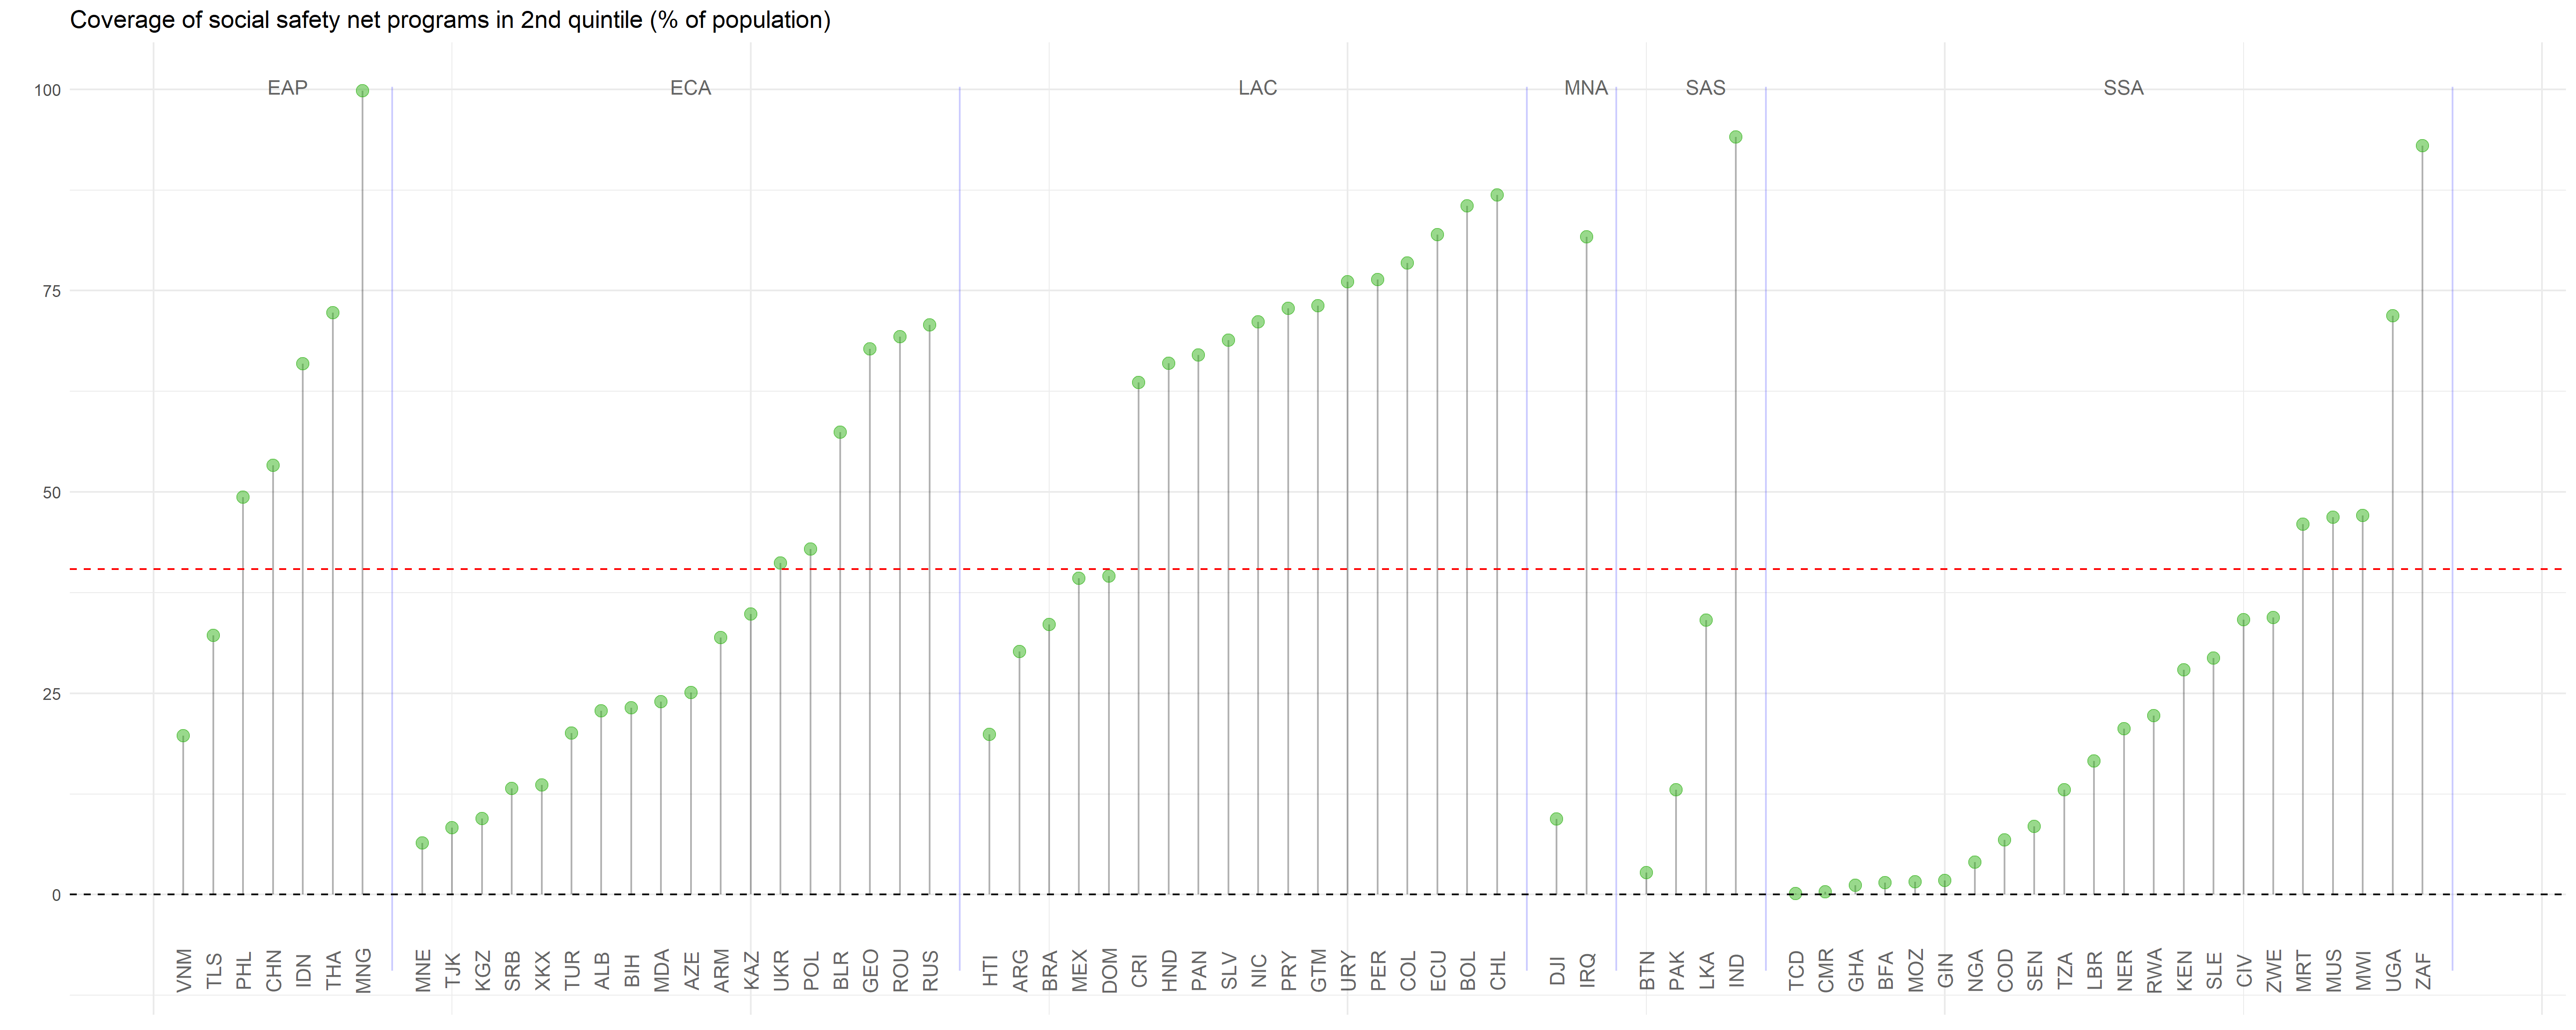 Coverage of social safety net programs in 2nd quintile (% of population)
EAP ECA LAC MNA SAS SSA
100
75
50
25
0
VNM TLS PHL CHN IDN THA MNG MNE TJK KGZ SRB XKX TUR ALB BIH MDA AZE ARM KAZ UKR POL BLR GEO ROU RUS HTI ARG BRA MEX DOM CRI HND PAN SLV NIC PRY GTM URY PER COL ECU BOL CHL DJI IRQ BTN PAK LKA IND TCD CMR GHA BFA MOZ GIN NGA COD SEN TZA LBR NER RWA KEN SLE CIV ZWE MRT MUS MWI UGA ZAF